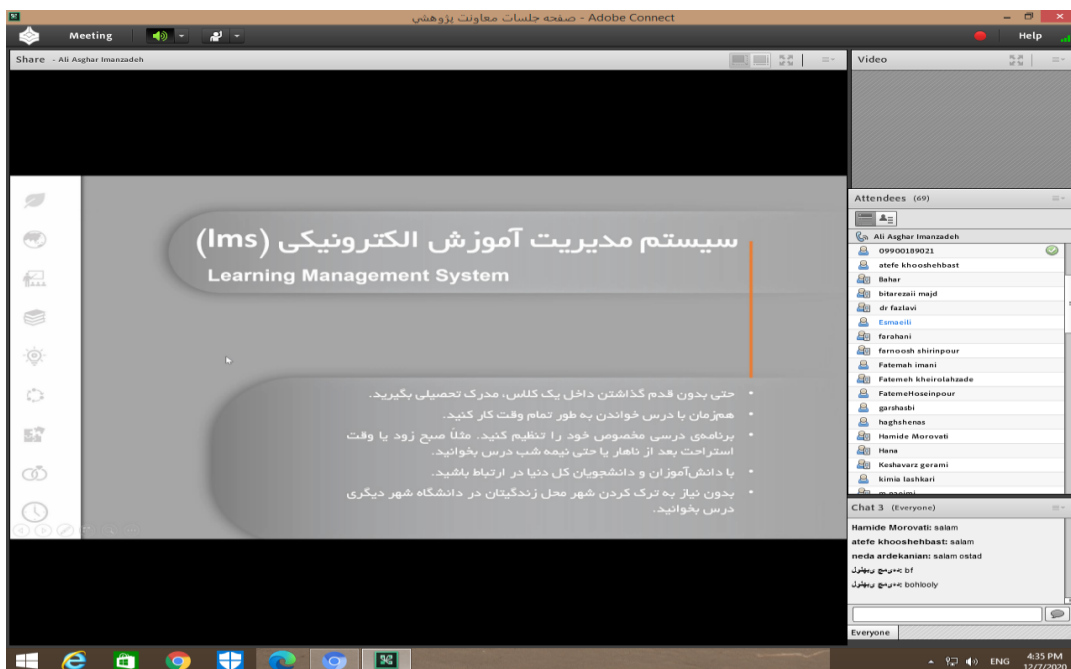 Adobe Connect - صفحه جلسات معاونت پژوهشی
Meeting
Help
Share - Ali Asghar Imanzadeh
سیستم مدیریت آموزش الکترونیکی (lms)
Learning Management System
• حتی بدون قدم گذاشتن داخل یک کلاس، مدرک تحصیلی بگیرید.
• هم‌زمان با درس خواندن به طور تمام وقت کار کنید.
• برنامه‌ی درسی مخصوص خود را تنظیم کنید. مثلاً صبح زود یا وقت
استراحت بعد از ناهار یا حتی نیمه شب درس بخوانید.
• با دانش‌آموزان و دانشجویان کل دنیا در ارتباط باشید.
• بدون نیاز به ترک کردن شهر محل زندگیتان در دانشگاه شهر دیگری
درس بخوانید.
Video
Attendees (69)
Ali Asghar Imanzadeh
09900189021
atefe khooshehbast
Bahar
bitarezaii majd
dr fazlavi
Esmaeili
farahani
farnoosh shirinpour
Fatemah imani
Fatemeh kheirolahzade
FatemeHoseinpour
garshasbi
haghshenas
Hamide Morovati
Hana
Keshavarz gerami
kimia lashkari
Chat 3 (Everyone)
Hamide Morovati: salam
atefe khooshehbast: salam
neda ardekanian: salam ostad
bf
bohlooly
Everyone
ENG
4:35 PM
12/7/2020